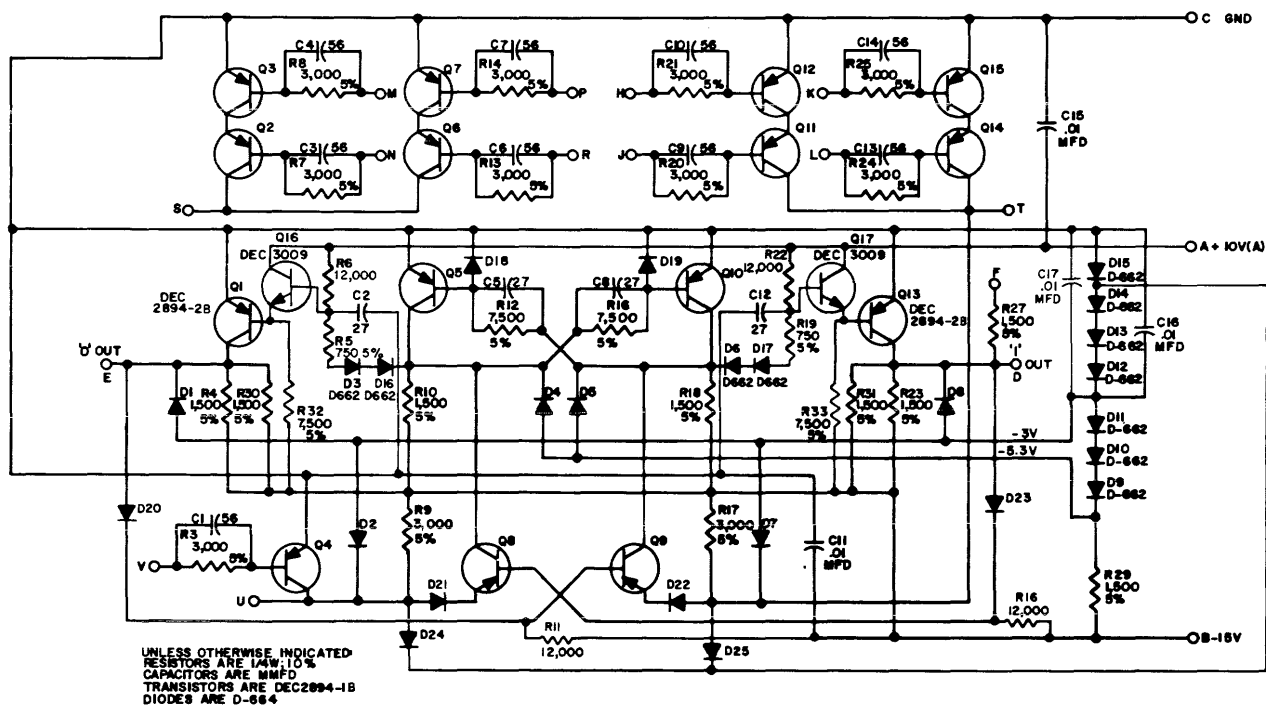 C GND
C4 56
R8
3,000
5%
Q3
M
C7 56
R14
3,000
5%
Q7
P
C10 56
R21
3,000
5%
H
Q12
C14 56
R25
3,000
5%
K
Q15
C15
.01
MFD
Q2
C3 56
R7
3,000
5%
N
Q6
C6 56
R13
3,000
5%
R
J
C9 56
R20
3,000
5%
Q11
L
C13 56
R24
3,000
5%
Q14
S
T
Q16
DEC 3009
R6
12,000
Q5
D18
C5 27
R12
7,500
5%
D19
C8 27
R16
7,500
5%
Q10
R22
12,000
Q17
DEC
3009
A+10V(A)
Q1
DEC
2894-2B
C2
27
R5
750 5%
D3
D662
D16
D662
C12
27
R19
750
5%
D6
D662
D17
D662
Q13
DEC
2894-2B
F
R27
1,500
5%
C17
.01
MFD
D15
D-662
D14
D-662
D13
D-662
D12
D-662
C16
.01
MFD
"0" OUT
E
"1" OUT
D
D1
R4
1,500
5%
R30
1,500
5%
R32
7,500
5%
R10
1,500
5%
D4
D5
R18
1,500
5%
R33
7,500
5%
R31
1,500
5%
R23
1,500
5%
D8
-3V
-5.3V
D11
D-662
D10
D-662
D9
D-662
D20
C1 56
R3
3,000
5%
V
Q4
D2
R9
3,000
5%
Q8
Q9
R17
3,000
5%
D7
C11
.01
MFD
D23
R29
1,500
5%
U
D21
D22
D24
R11
12,000
D25
R16
12,000
B-15V
UNLESS OTHERWISE INDICATED:
RESISTORS ARE 1/4W; 10%
CAPACITORS ARE MMFD
TRANSISTORS ARE DEC2894-1B
DIODES ARE D-664